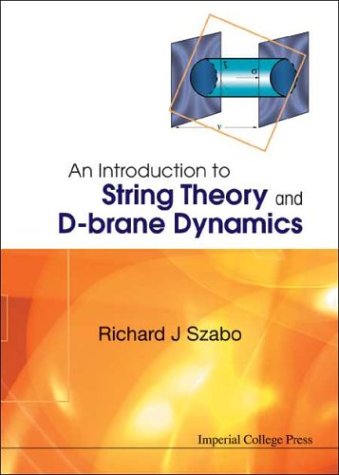 An Introduction to
String Theory and
D-brane Dynamics
Richard J Szabo
Imperial College Press